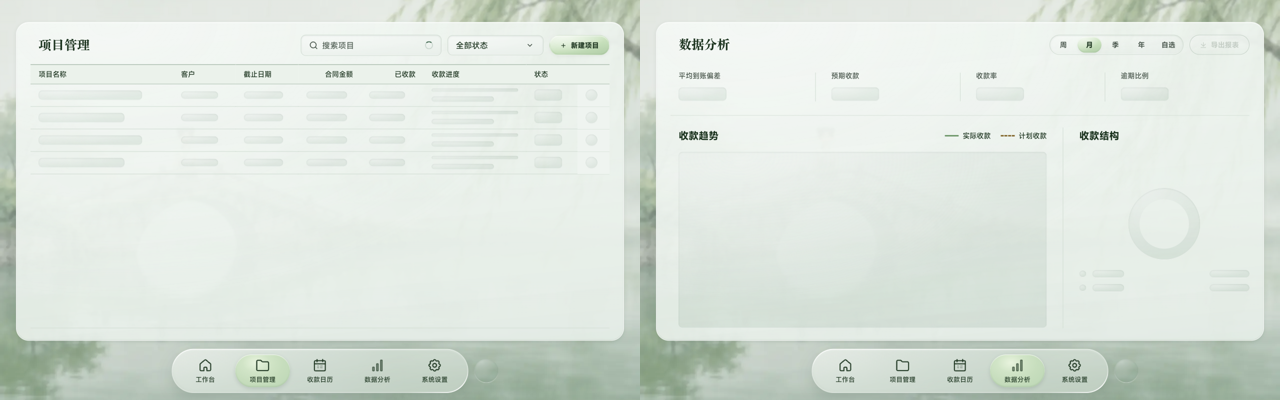 项目管理
搜索项目
全部状态
+ 新建项目
项目名称 客户 截止日期 合同金额 已收款 收款进度 状态
工作台 项目管理 收款日历 数据分析 系统设置
数据分析
周 月 季 年 自选
导出报表
平均到账偏差 预期收款 收款率 逾期比例
收款趋势
实际收款 计划收款
收款结构
工作台 项目管理 收款日历 数据分析 系统设置